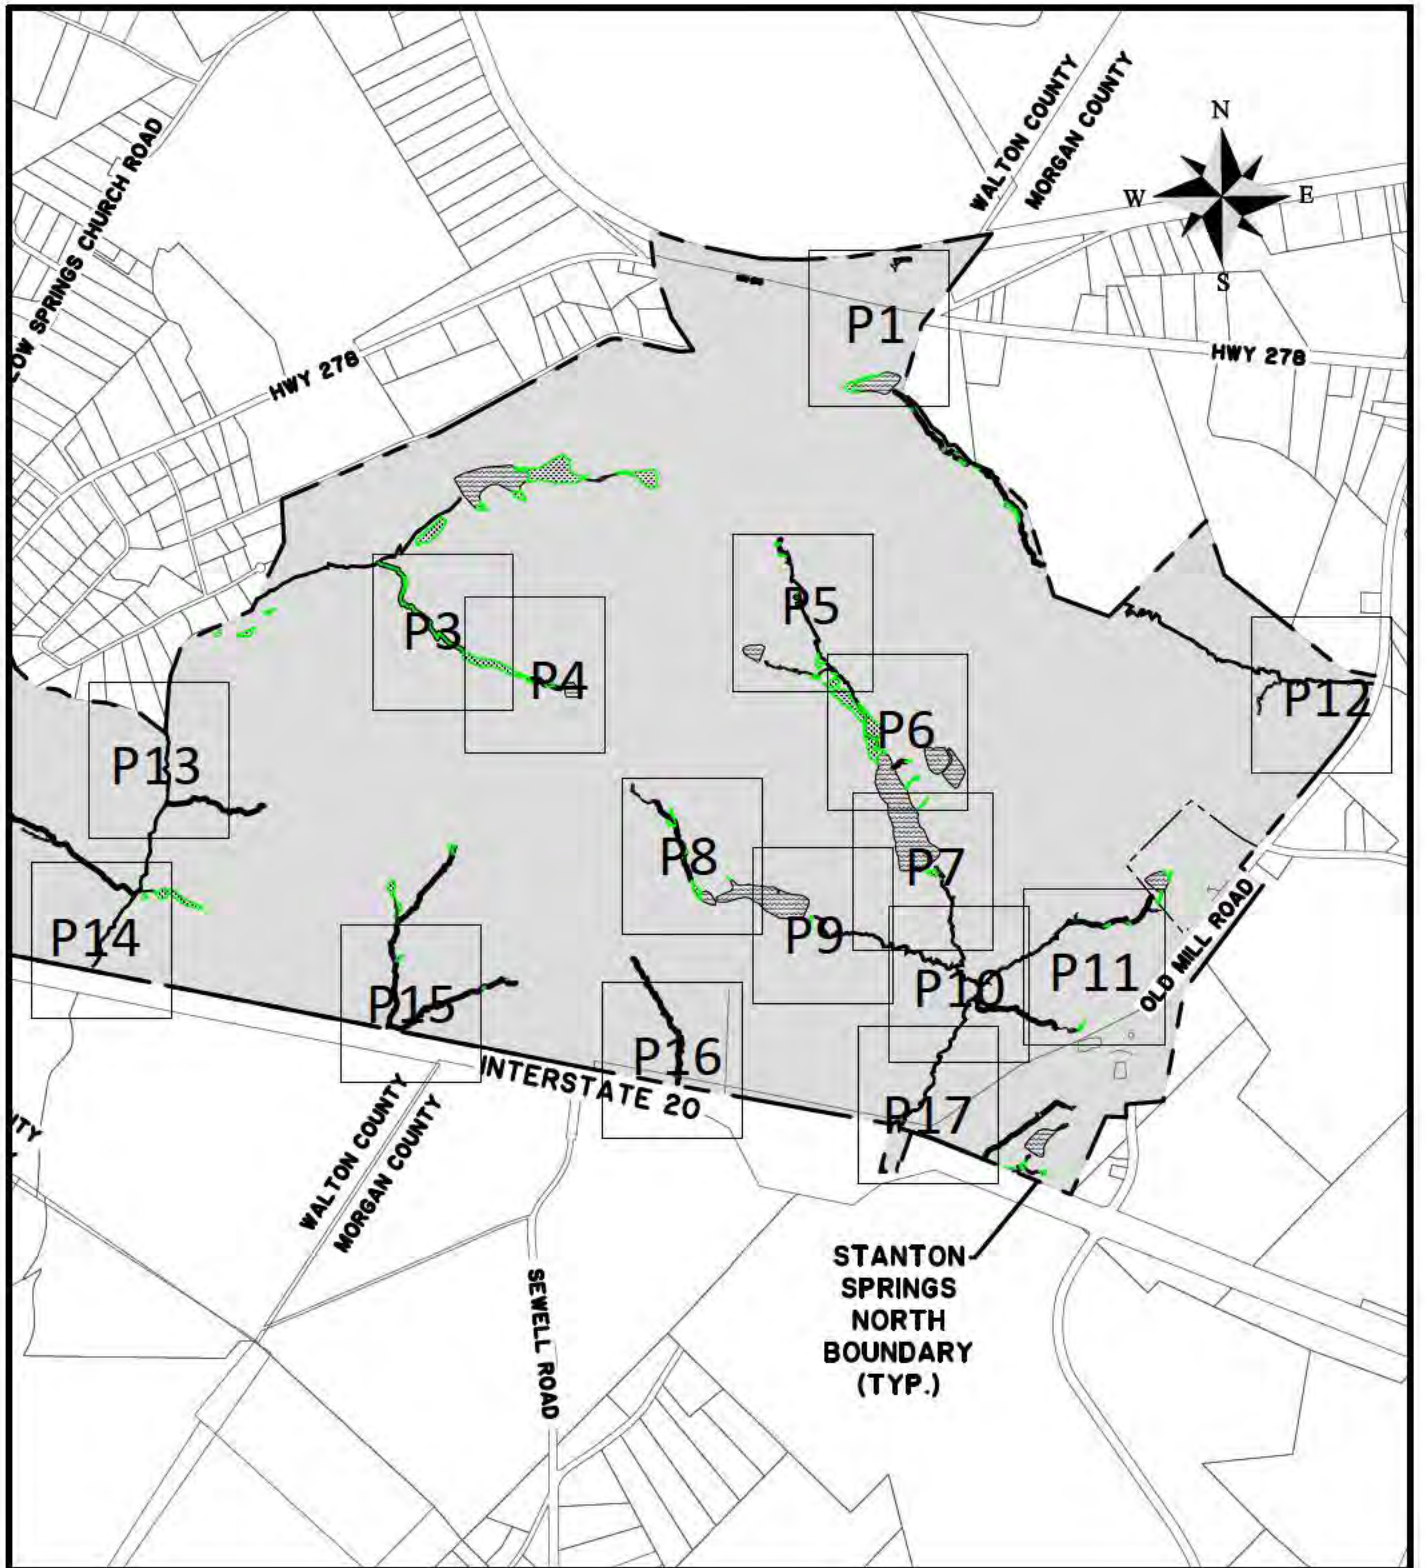 WALTON COUNTY
MORGAN COUNTY
N
W
E
S
SPRINGS CHURCH ROAD
HWY 278
HWY 278
P1
P3
P4
P5
P6
P12
P13
P8
P7
P9
P14
P10
P11
OLD MILL ROAD
P15
P16
INTERSTATE 20
P17
WALTON COUNTY
MORGAN COUNTY
SEWELL ROAD
STANTON
SPRINGS
NORTH
BOUNDARY
(TYP.)